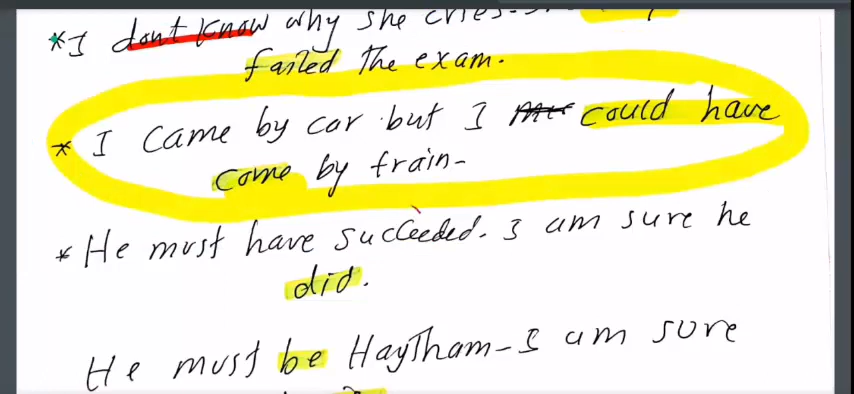 *I dont know why she cries.
failed the exam.
* I came by car but I could have
come by train-
* He must have succeeded. I am sure he
did.
He must be Haytham-I am sure